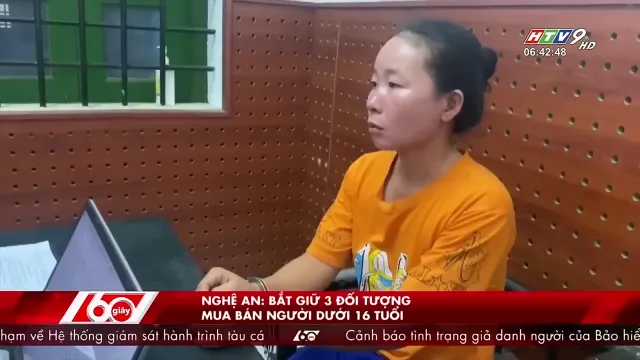 HTV9 HD
06:42:48
60 giây
NGHỆ AN: BẮT GIỮ 3 ĐỐI TƯỢNG
MUA BÁN NGƯỜI DƯỚI 16 TUỔI
hạm về Hệ thống giám sát hành trình tàu cá 60 giây Cảnh báo tình trạng giả danh người của Bảo hiể